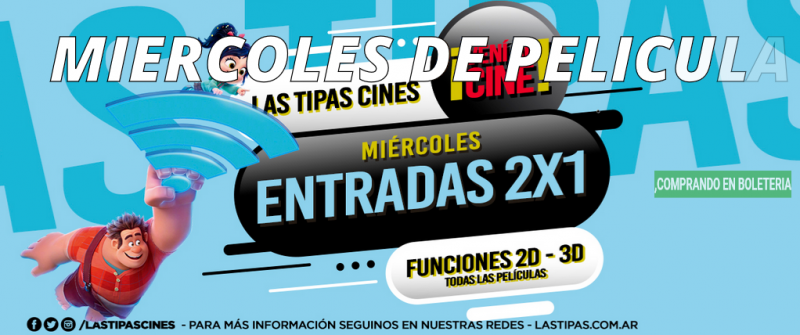 MIERCOLES DE PELICULA
¡VENÍ
CINE!
LAS TIPAS CINES
MIÉRCOLES
ENTRADAS 2X1
,COMPRANDO EN BOLETERIA
FUNCIONES 2D - 3D
TODAS LAS PELÍCULAS
/LASTIPASCINES - PARA MÁS INFORMACIÓN SEGUINOS EN NUESTRAS REDES - LASTIPAS.COM.AR